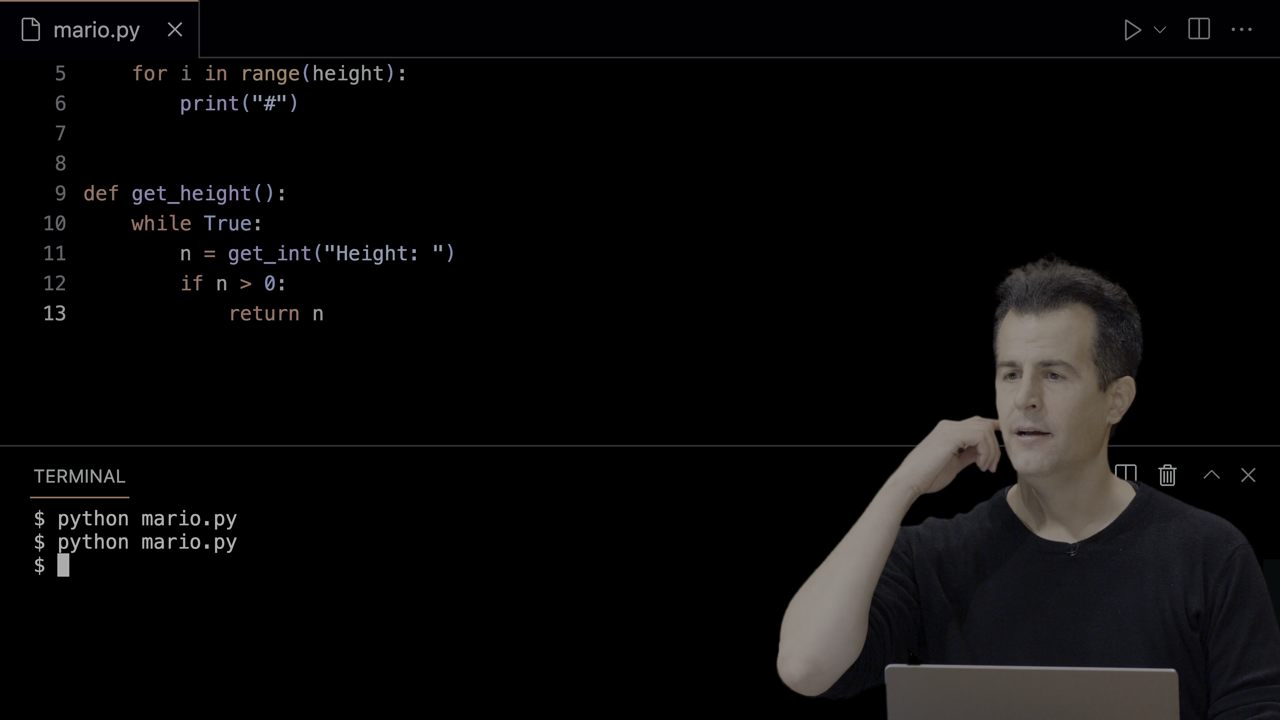 mario.py
5     for i in range(height):
6         print("#")
7
8
9 def get_height():
10     while True:
11         n = get_int("Height: ")
12         if n > 0:
13             return n
TERMINAL
$ python mario.py
$ python mario.py
$